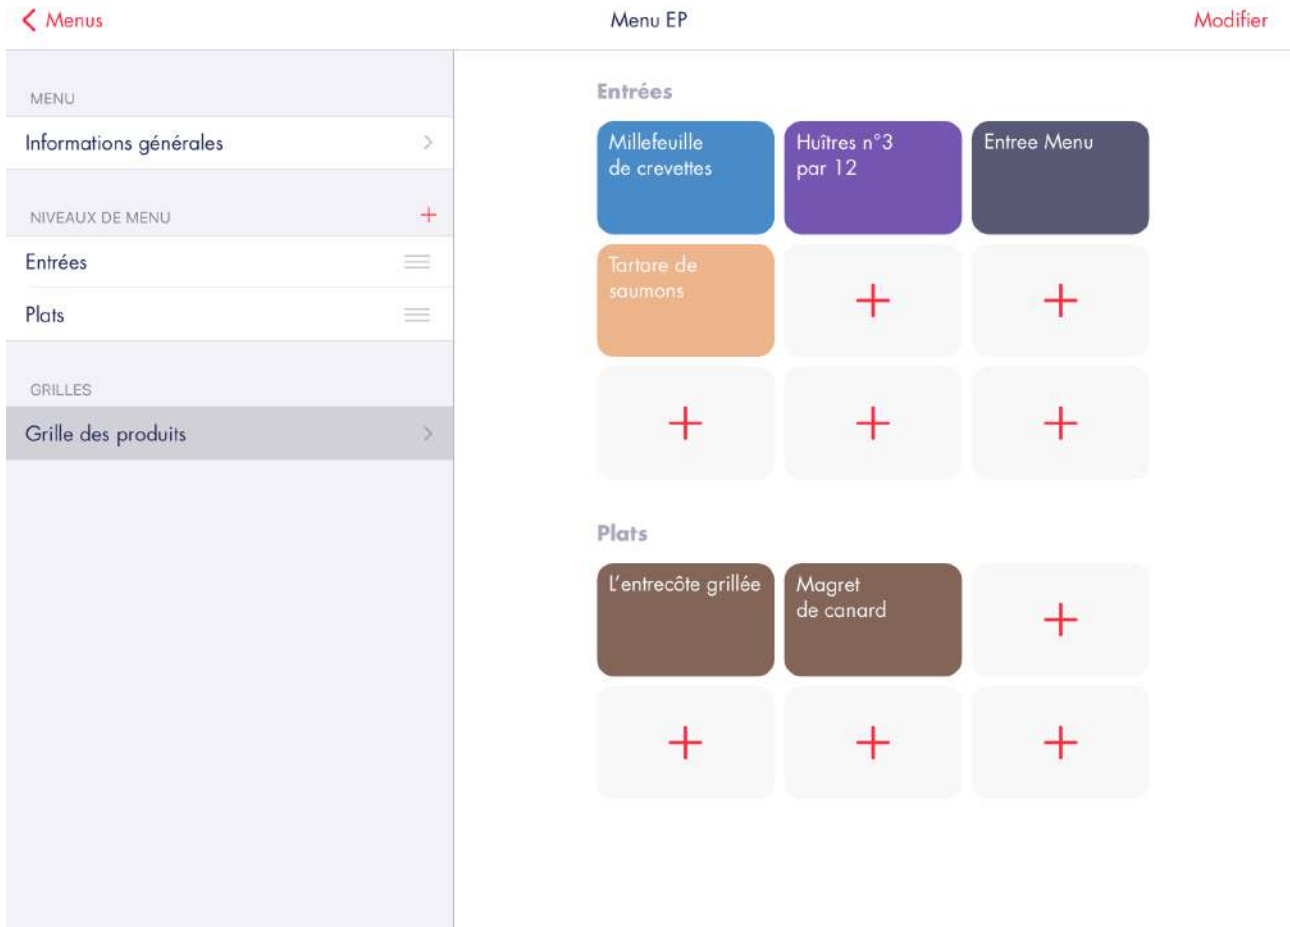 Menus
Menu EP
Modifier
MENU
Informations générales
NIVEAUX DE MENU
Entrées
Plats
GRILLES
Grille des produits
Entrées
Millefeuille
de crevettes
Huîtres n°3
par 12
Entree Menu
Tartare de
saumons
Plats
L'entrecôte grillée
Magret
de canard